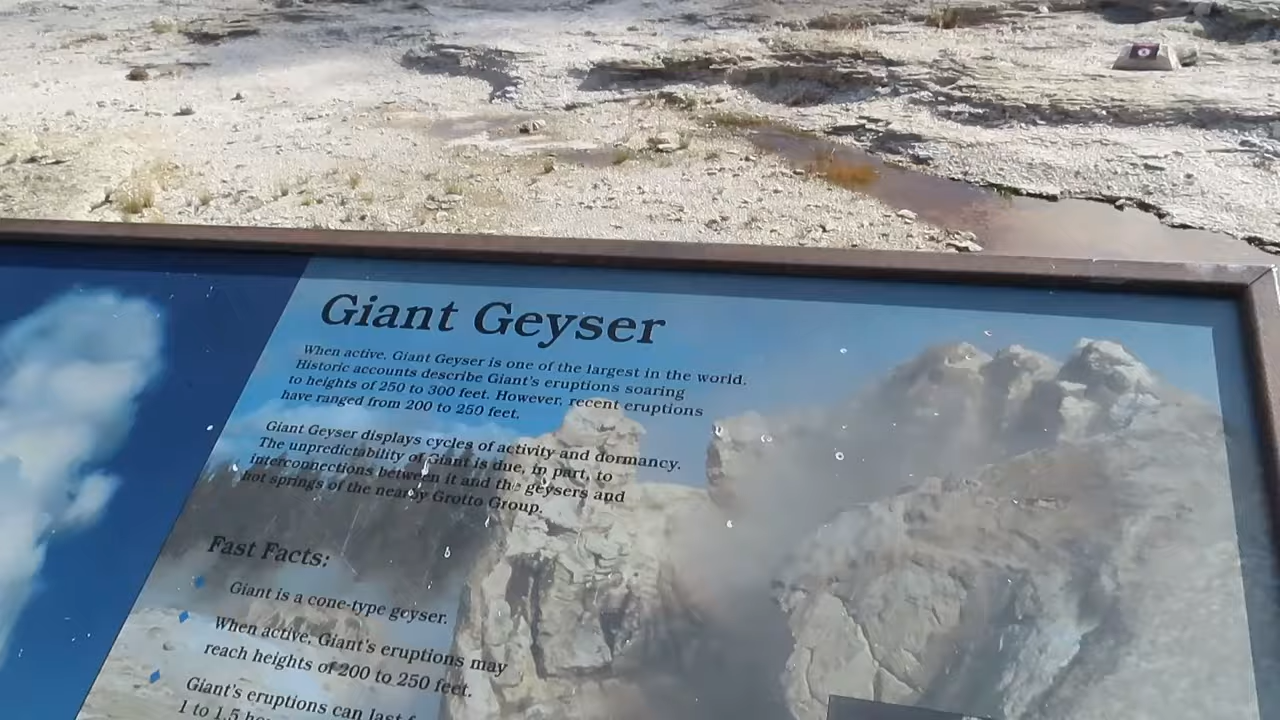 Giant Geyser
When active, Giant Geyser is one of the largest in the world.
Historic accounts describe Giant's eruptions soaring
to heights of 250 to 300 feet. However, recent eruptions
have ranged from 200 to 250 feet.
Giant Geyser displays cycles of activity and dormancy.
The unpredictability of Giant is due, in part, to
interconnections between it and the geysers and
hot springs of the nearby Grotto Group.
Fast Facts:
Giant is a cone-type geyser.
When active, Giant's eruptions may
reach heights of 200 to 250 feet.
Giant's eruptions can last
1 to 1.5